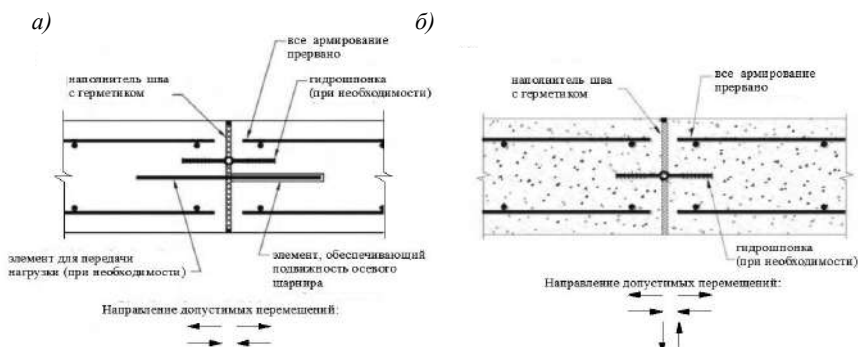 а)
все армирование
прервано
наполнитель шва
с герметиком
гидрошпонка
(при необходимости)
элемент для передачи
нагрузки (при необходимости)
элемент, обеспечивающий
подвижность осевого
шарнира
Направление допустимых перемещений:
б)
наполнитель шва
с герметиком
все армирование
прервано
гидрошпонка
(при необходимости)
Направление допустимых перемещений: